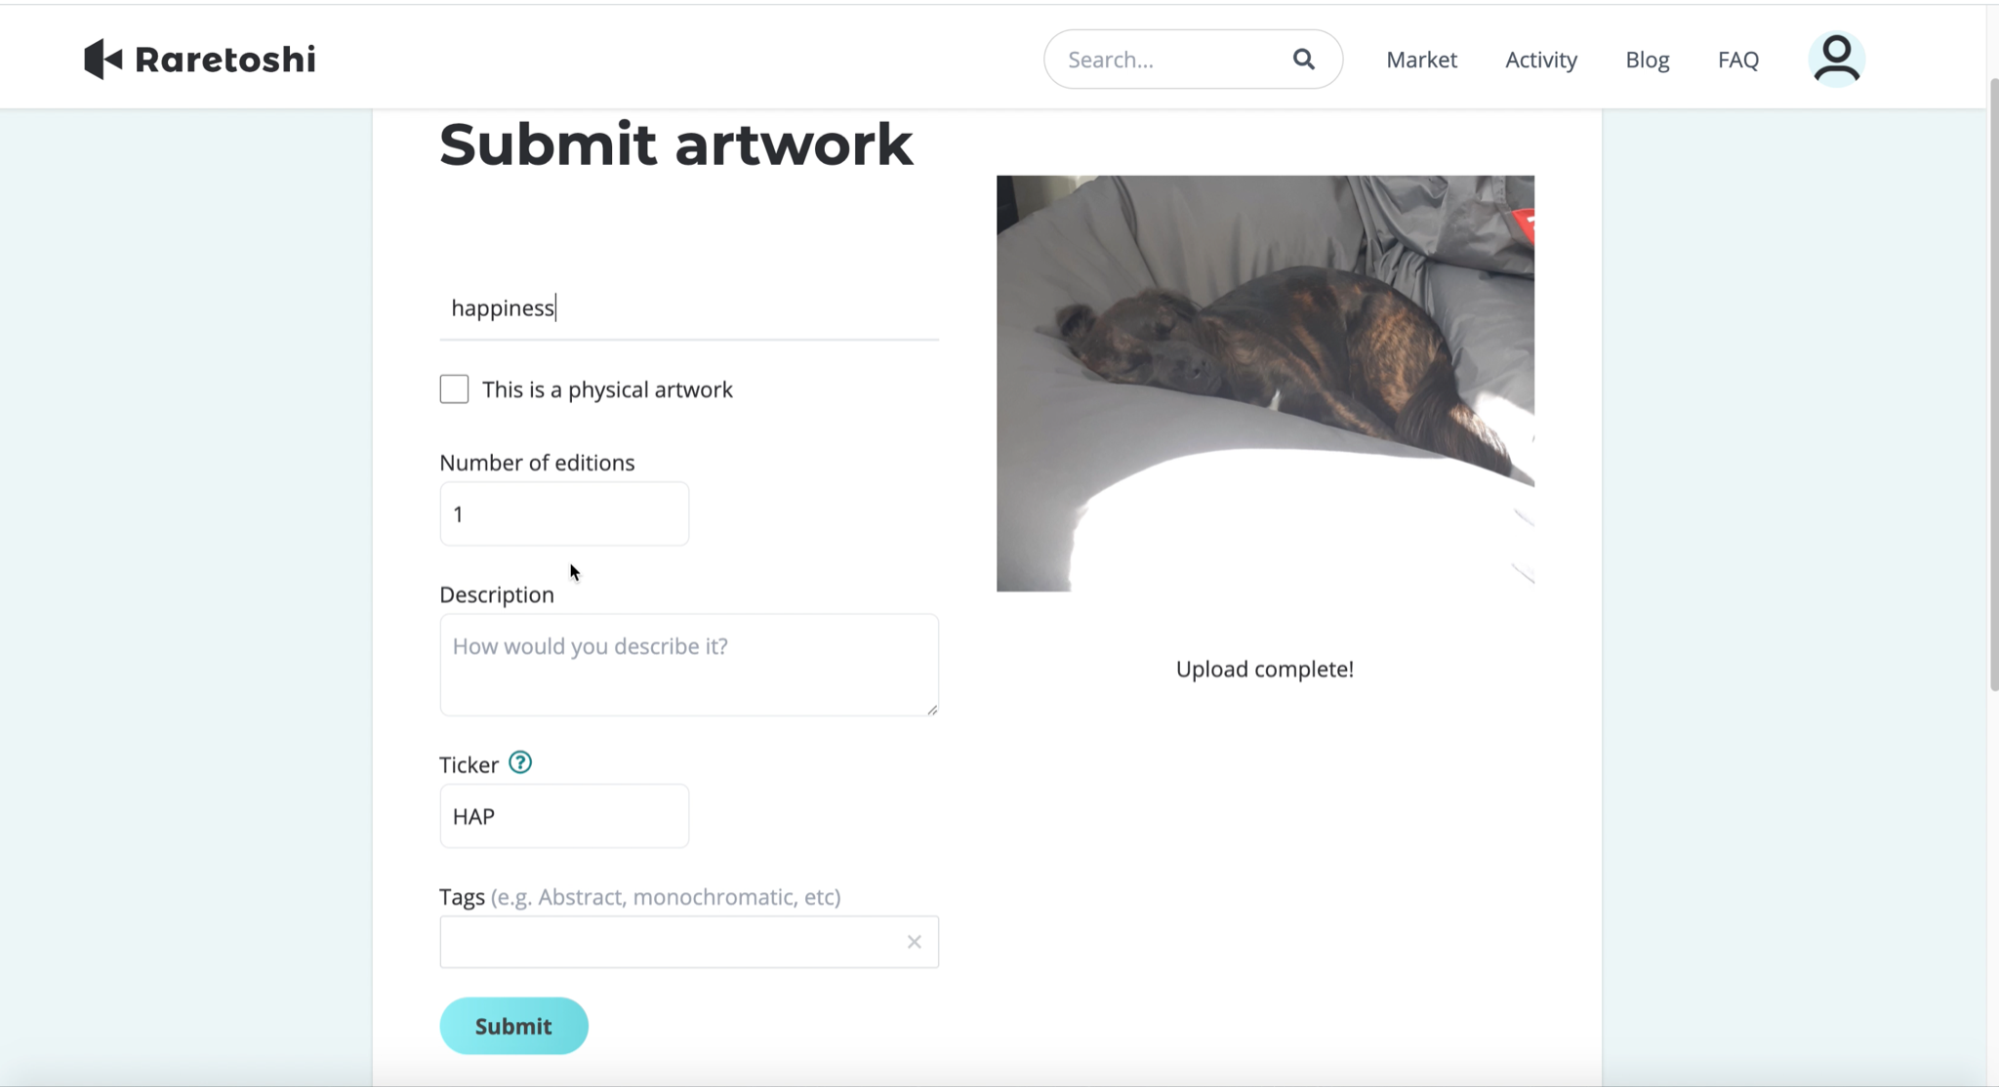 Raretoshi
Search...
Market
Activity
Blog
FAQ
Submit artwork
happiness
This is a physical artwork
Number of editions
1
Description
How would you describe it?
Upload complete!
Ticker ?
HAP
Tags (e.g. Abstract, monochromatic, etc)
Submit